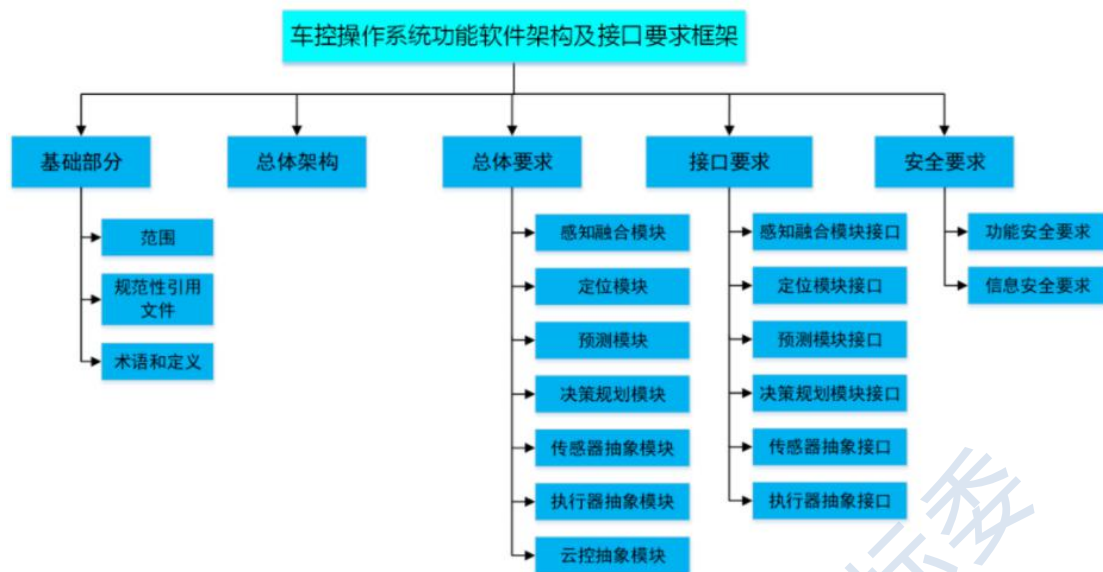 车控操作系统功能软件架构及接口要求框架
基础部分
总体架构
总体要求
接口要求
安全要求
范围
规范性引用
文件
术语和定义
感知融合模块
定位模块
预测模块
决策规划模块
传感器抽象模块
执行器抽象模块
云控抽象模块
感知融合模块接口
定位模块接口
预测模块接口
决策规划模块接口
传感器抽象接口
执行器抽象接口
功能安全要求
信息安全要求
标委